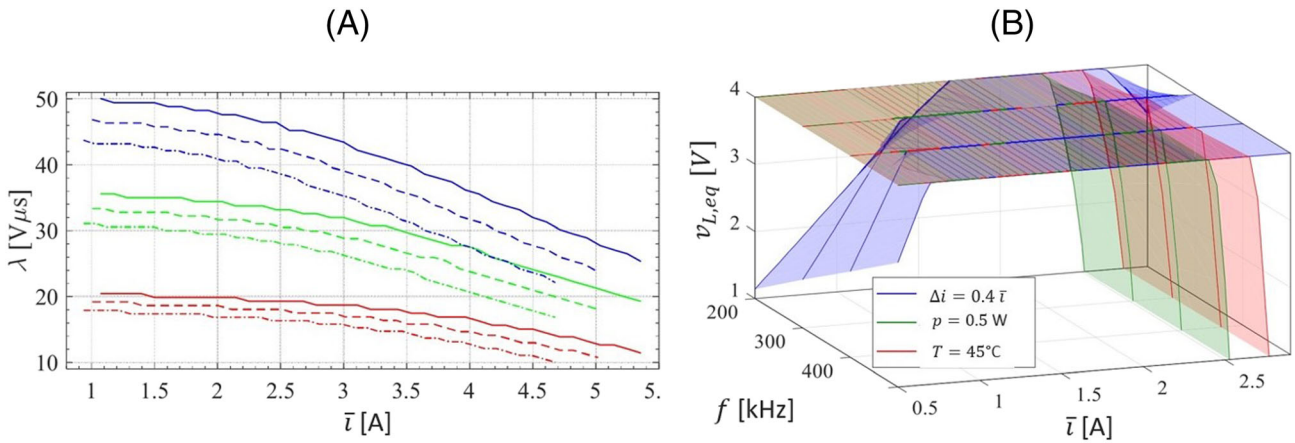 (A)
(B)
50
40
30
20
10
λ [Vμs]
1
1.5
2
2.5
3
3.5
4
4.5
5
5.
ī [A]
4
3
2
1
v_L,eq [V]
200
300
400
f [kHz]
0.5
1
1.5
2
2.5
ī [A]
Δi = 0.4 ī
p = 0.5 W
T = 45°C